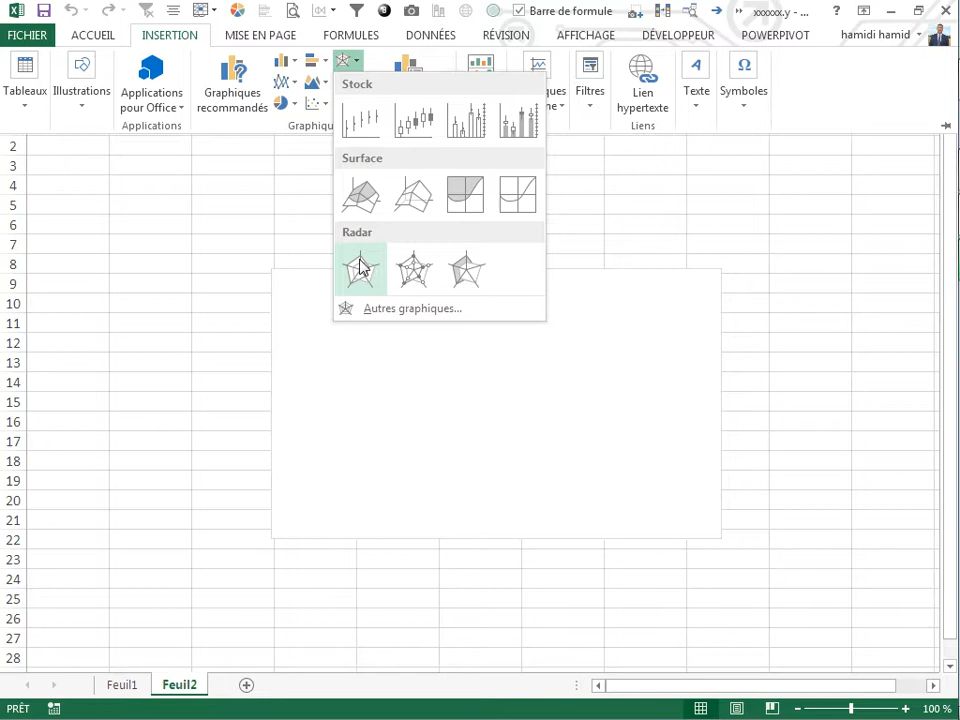 Barre de formule
xxxxxx.y - ...
?
FICHIER ACCUEIL INSERTION MISE EN PAGE FORMULES DONNÉES RÉVISION AFFICHAGE DÉVELOPPEUR POWERPIVOT hamidi hamid
Tableaux
Illustrations
Applications
pour Office
Applications
Graphiques
recommandés
Graphiqu
Stock
Surface
Radar
Autres graphiques...
ques
ne
Filtres
Lien
hypertexte
Liens
A
Texte
Ω
Symboles
2
3
4
5
6
7
8
9
10
11
12
13
14
15
16
17
18
19
20
21
22
23
24
25
26
27
28
Feuil1 Feuil2
PRÊT
100 %